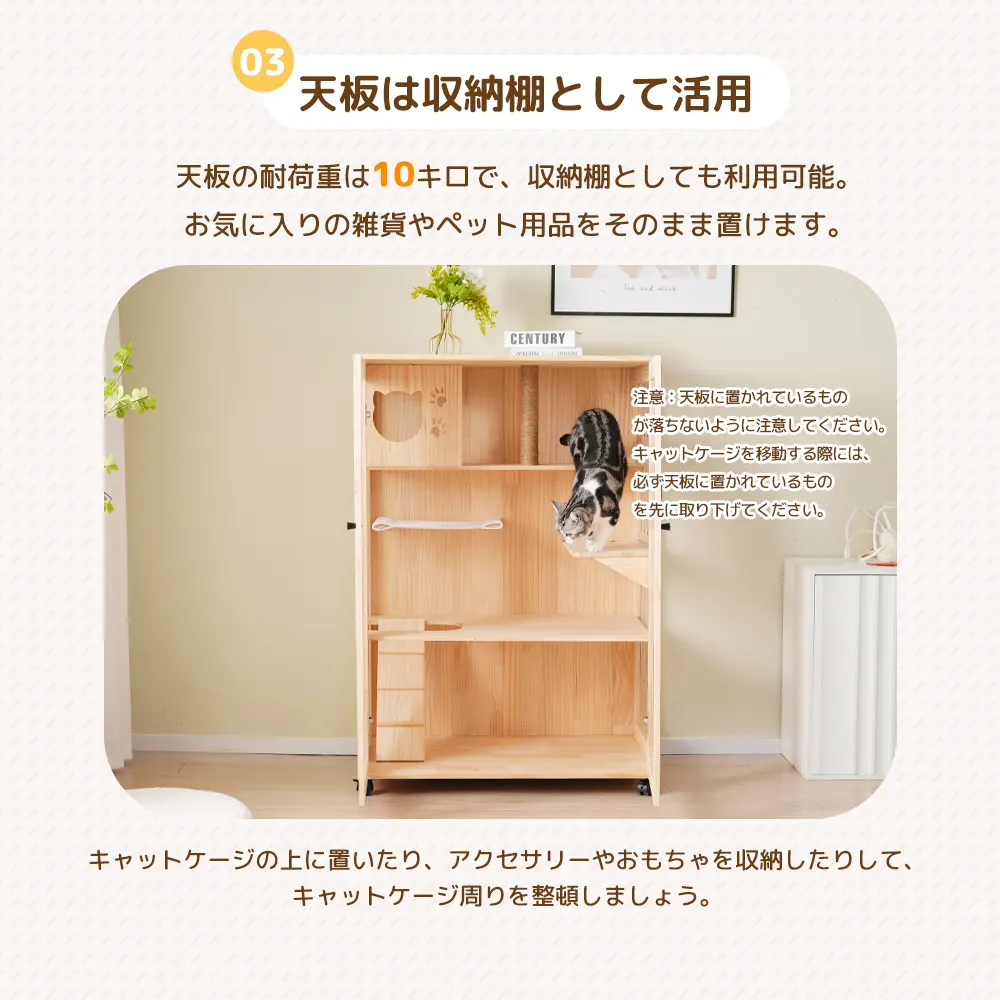 03
天板は収納棚として活用
天板の耐荷重は10キロで、収納棚としても利用可能。
お気に入りの雑貨やペット用品をそのまま置けます。
CENTURY
注意：天板に置かれているもの
が落ちないように注意してください。
キャットケージを移動する際には、
必ず天板に置かれているもの
を先に取り下げてください。
キャットケージの上に置いたり、アクセサリーやおもちゃを収納したりして、
キャットケージ周りを整頓しましょう。